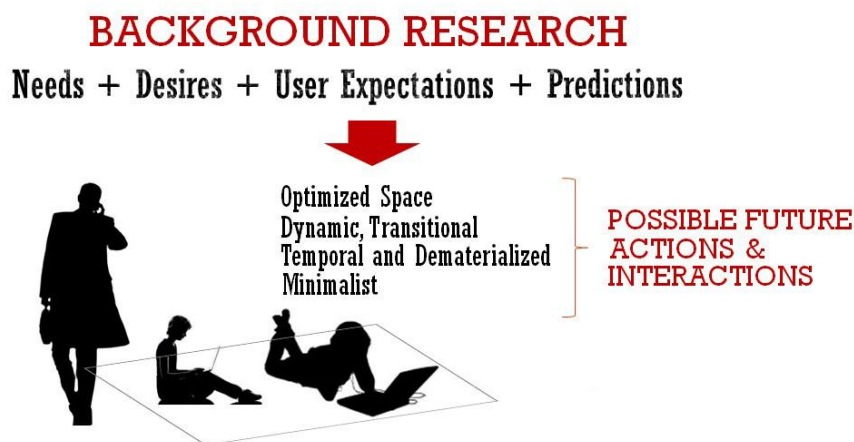 BACKGROUND RESEARCH
Needs + Desires + User Expectations + Predictions
Optimized Space
Dynamic, Transitional
Temporal and Dematerialized
Minimalist
POSSIBLE FUTURE
ACTIONS &
INTERACTIONS